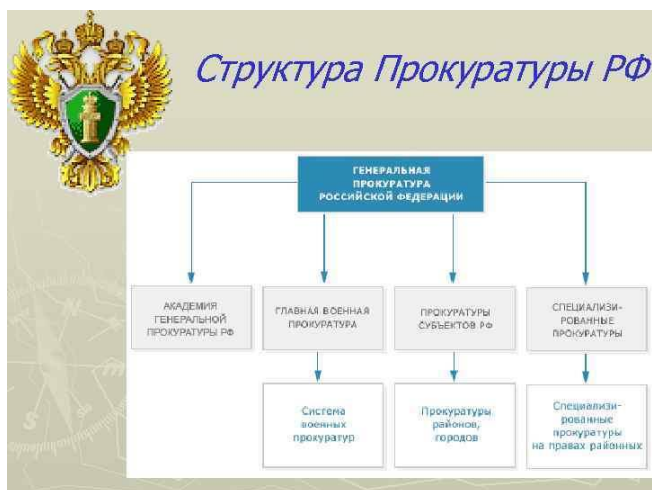 Структура Прокуратуры РФ
ГЕНЕРАЛЬНАЯ
ПРОКУРАТУРА
РОССИЙСКОЙ ФЕДЕРАЦИИ
АКАДЕМИЯ
ГЕНЕРАЛЬНОЙ
ПРОКУРАТУРЫ РФ
ГЛАВНАЯ ВОЕННАЯ
ПРОКУРАТУРА
ПРОКУРАТУРЫ
СУБЪЕКТОВ РФ
СПЕЦИАЛИЗИ-
РОВАННЫЕ
ПРОКУРАТУРЫ
Система
военных
прокуратур
Прокуратуры
районов,
городов
Специализи-
рованные
прокуратуры
на правах районных